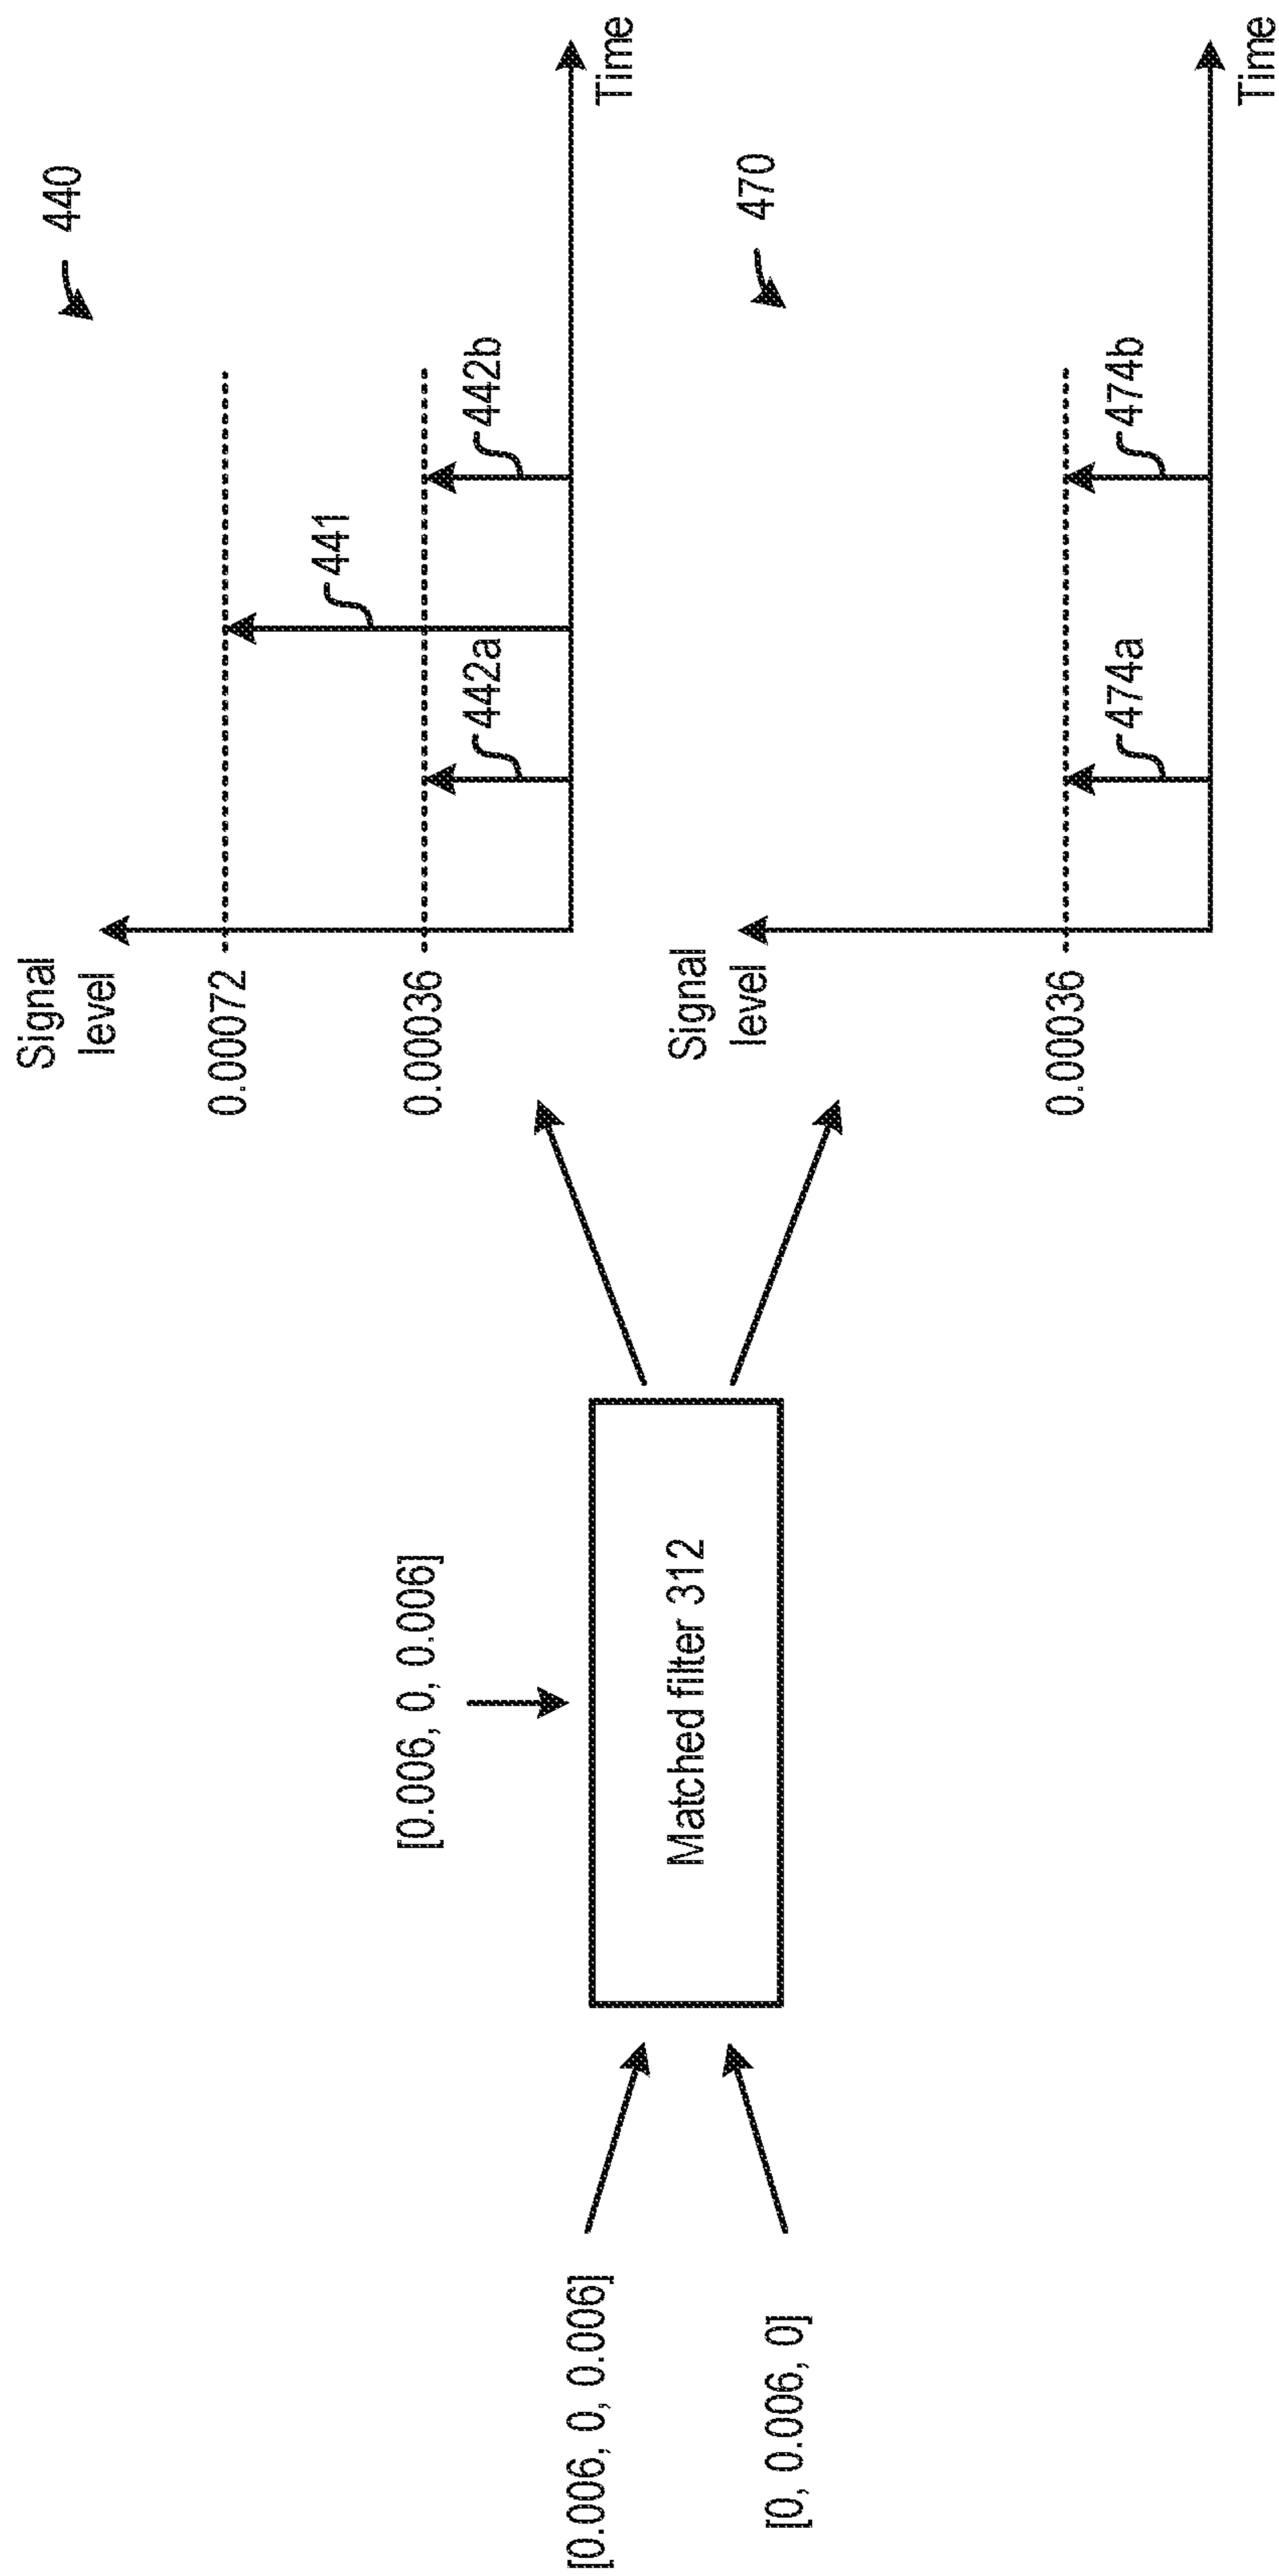 [0.006, 0, 0.006]
[0, 0.006, 0]
[0.006, 0, 0.006]
Matched filter 312
Signal
level
0.00072
0.00036
442a
441
442b
440
Time
Signal
level
0.00036
474a
474b
470
Time